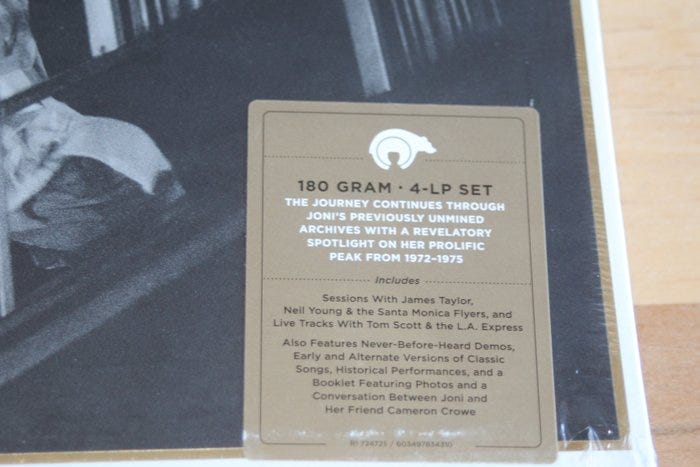 180 GRAM · 4-LP SET
THE JOURNEY CONTINUES THROUGH
JONI'S PREVIOUSLY UNMINED
ARCHIVES WITH A REVELATORY
SPOTLIGHT ON HER PROLIFIC
PEAK FROM 1972–1975
Includes
Sessions With James Taylor,
Neil Young & the Santa Monica Flyers, and
Live Tracks With Tom Scott & the L.A. Express
Also Features Never-Before-Heard Demos,
Early and Alternate Versions of Classic
Songs, Historical Performances, and a
Booklet Featuring Photos and a
Conversation Between Joni and
Her Friend Cameron Crowe
R1 724725 / 603497834310